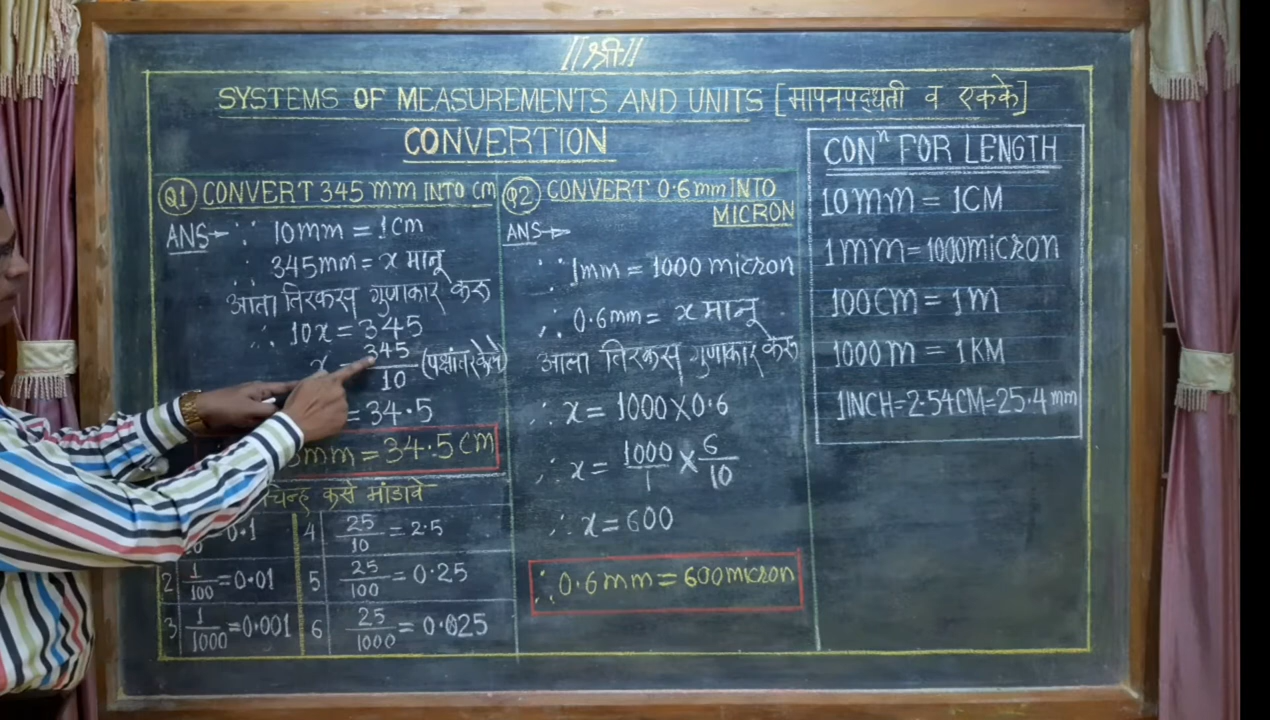 //श्री//
SYSTEMS OF MEASUREMENTS AND UNITS [मापनपद्धती व एकके]
CONVERTION
Q1 CONVERT 345 mm INTO cm
ANS→ ∵ 10mm = 1cm
∴ 345mm = x मानू
आता तिरकस गुणाकार करू
∴ 10x = 345
x = 345/10 (पक्षांतर केले)
= 34.5
mm = 34.5 cm
चिन्ह कसे मांडावे
0.1
2 1/100 = 0.01
3 1/1000 = 0.001
4 25/10 = 2.5
5 25/100 = 0.25
6 25/1000 = 0.025
Q2 CONVERT 0.6mm INTO
MICRON
ANS→
∵ 1mm = 1000 micron
∴ 0.6mm = x मानू
आता तिरकस गुणाकार करू
∴ x = 1000 X 0.6
∴ x = 1000/1 X 6/10
∴ x = 600
∴ 0.6mm = 600micron
CONⁿ FOR LENGTH
10mm = 1CM
1mm = 1000micron
100CM = 1M
1000M = 1KM
1INCH=2.54CM=25.4mm